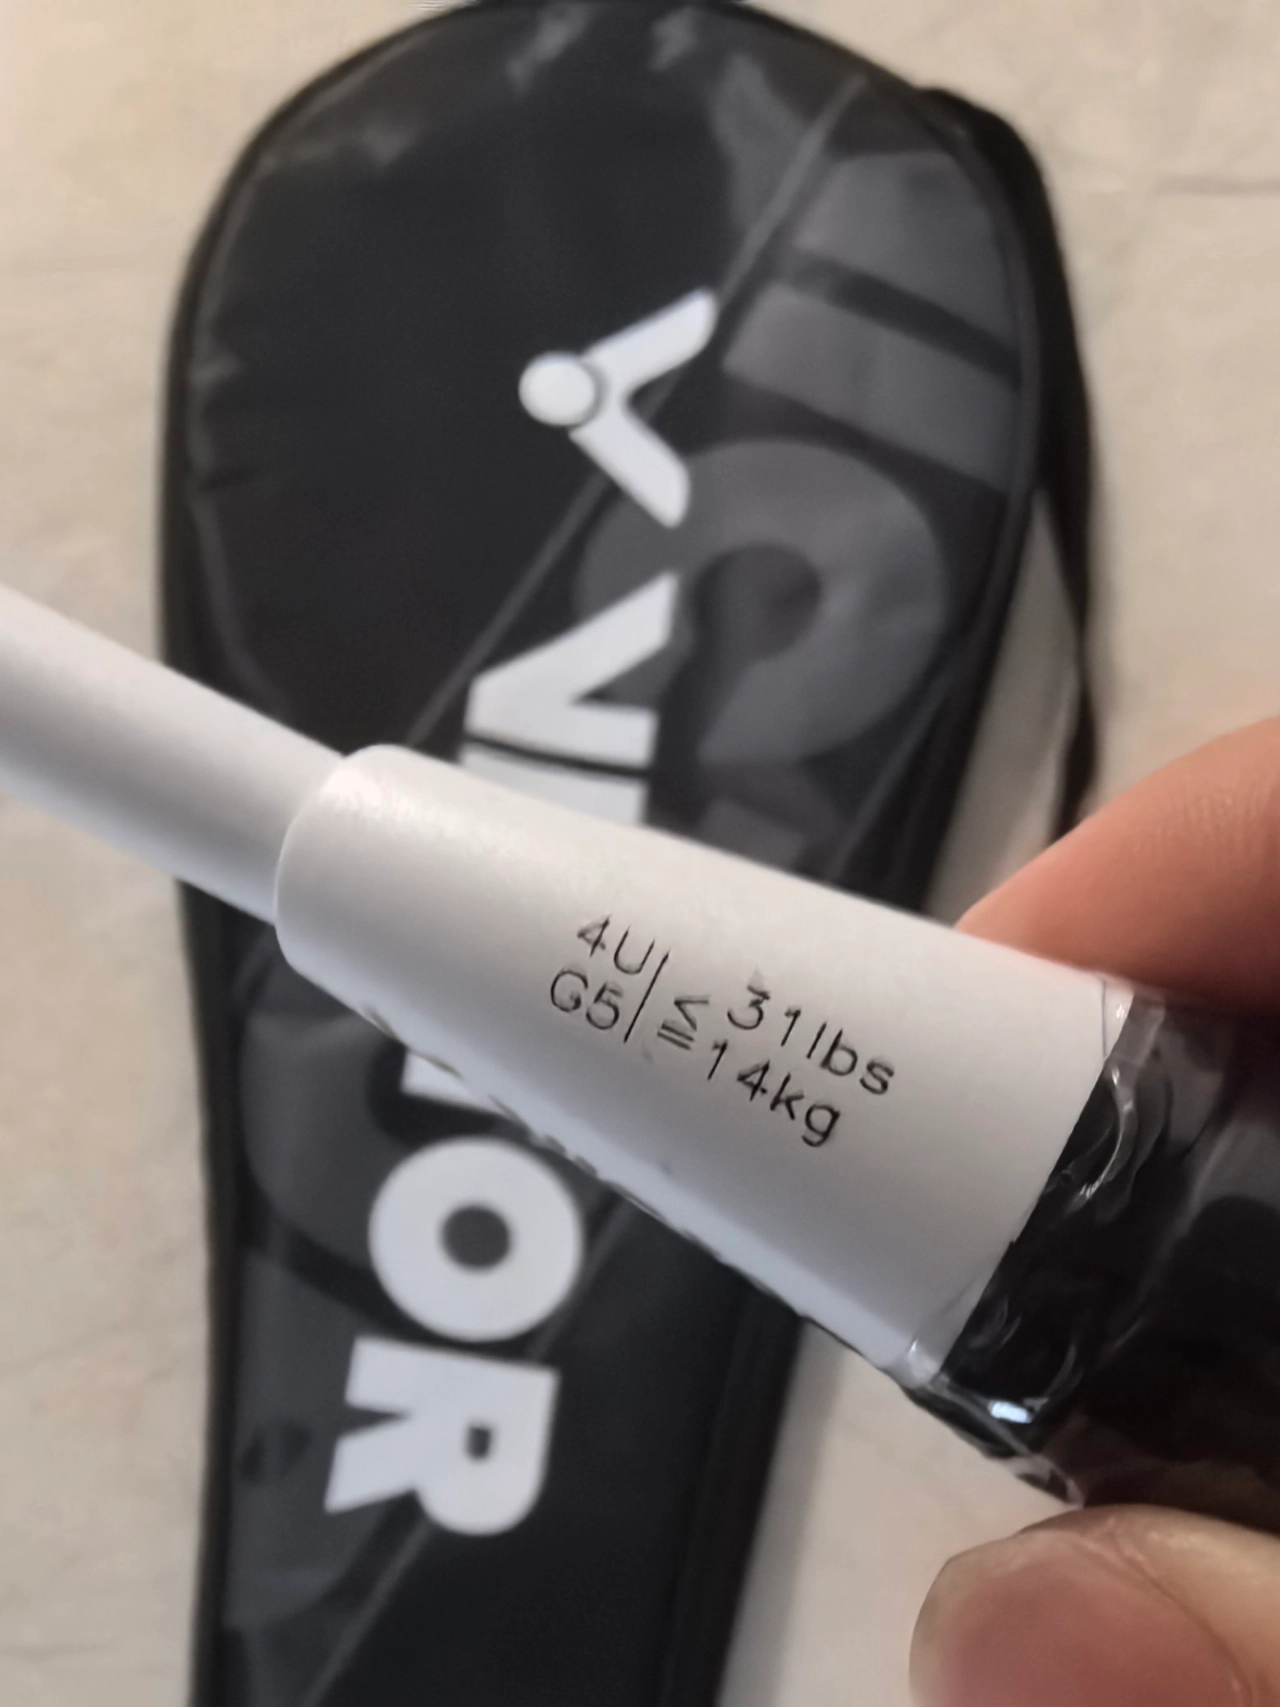 VICTOR
4U
G5
≦ 31lbs
14kg